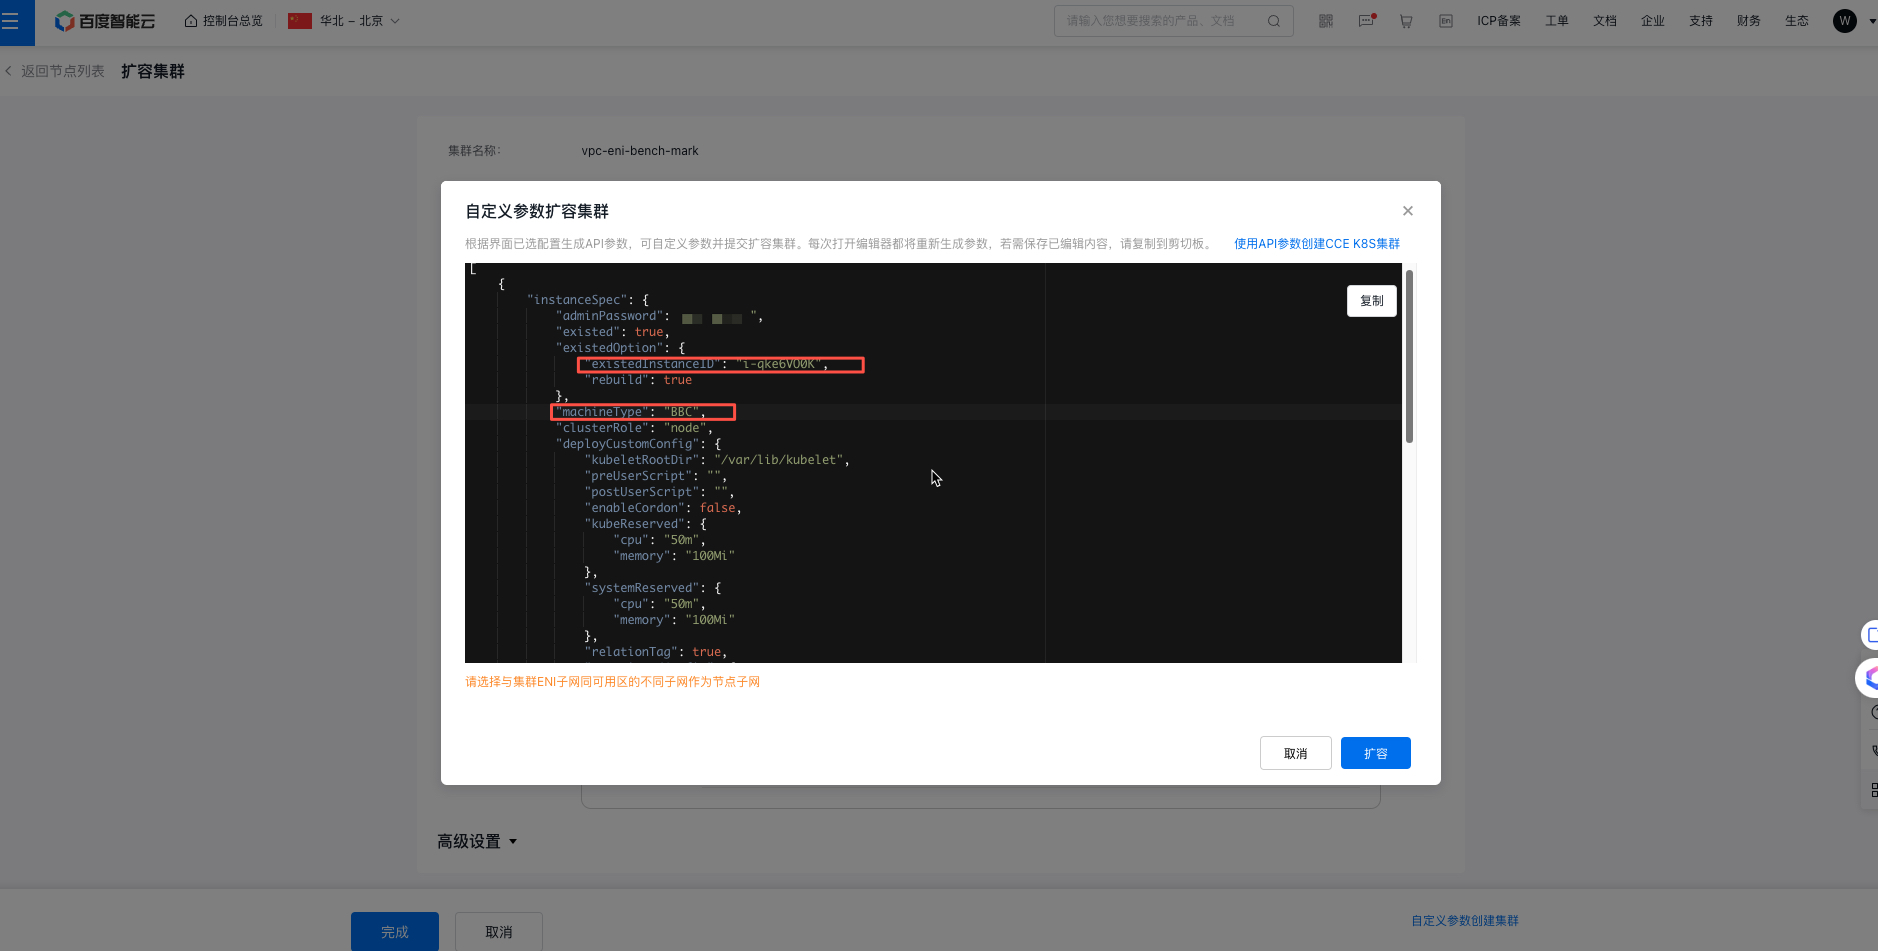 百度智能云
控制台总览
华北 - 北京
请输入您想要搜索的产品、文档
ICP备案
工单
文档
企业
支持
财务
生态
W
返回节点列表
扩容集群
集群名称:
vpc-eni-bench-mark
自定义参数扩容集群
根据界面已选配置生成API参数，可自定义参数并提交扩容集群。每次打开编辑器都将重新生成参数，若需保存已编辑内容，请复制到剪切板。 使用API参数创建CCE K8S集群
复制
[
{
"instanceSpec": {
"adminPassword": ",
"existed": true,
"existedOption": {
"existedInstanceID": "i-qke6VO0K",
"rebuild": true
},
"machineType": "BBC",
"clusterRole": "node",
"deployCustomConfig": {
"kubeletRootDir": "/var/lib/kubelet",
"preUserScript": "",
"postUserScript": "",
"enableCordon": false,
"kubeReserved": {
"cpu": "50m",
"memory": "100Mi"
},
"systemReserved": {
"cpu": "50m",
"memory": "100Mi"
},
"relationTag": true,
请选择与集群ENI子网同可用区的不同子网作为节点子网
取消
扩容
高级设置
完成
取消
自定义参数创建集群